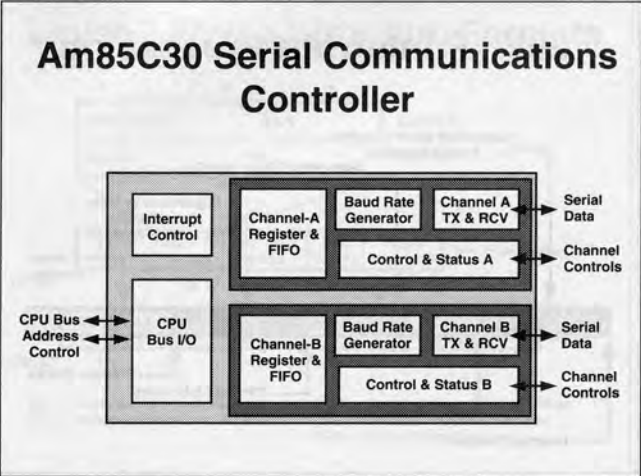 Am85C30 Serial Communications
Controller
Interrupt
Control
CPU Bus
Address
Control
CPU
Bus I/O
Channel-A
Register &
FIFO
Baud Rate
Generator
Channel A
TX & RCV
Control & Status A
Serial
Data
Channel
Controls
Channel-B
Register &
FIFO
Baud Rate
Generator
Channel B
TX & RCV
Control & Status B
Serial
Data
Channel
Controls